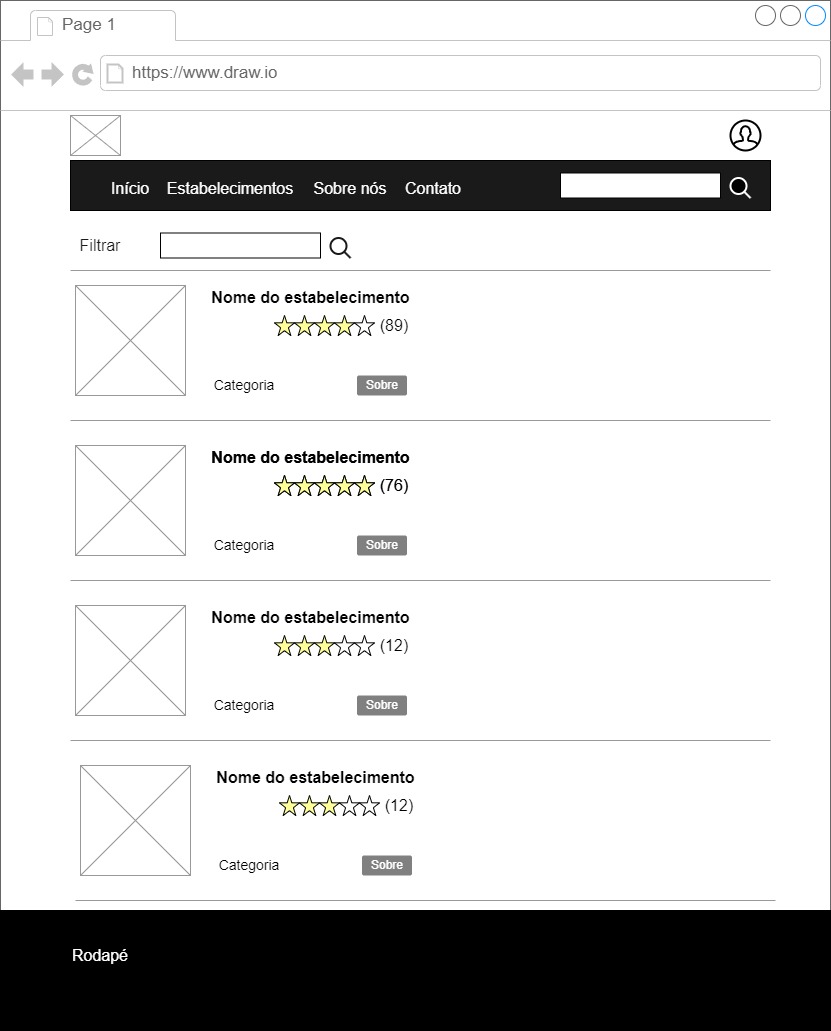 Page 1
https://www.draw.io
Início Estabelecimentos Sobre nós Contato
Filtrar
Nome do estabelecimento
(89)
Categoria Sobre
Nome do estabelecimento
(76)
Categoria Sobre
Nome do estabelecimento
(12)
Categoria Sobre
Nome do estabelecimento
(12)
Categoria Sobre
Rodapé